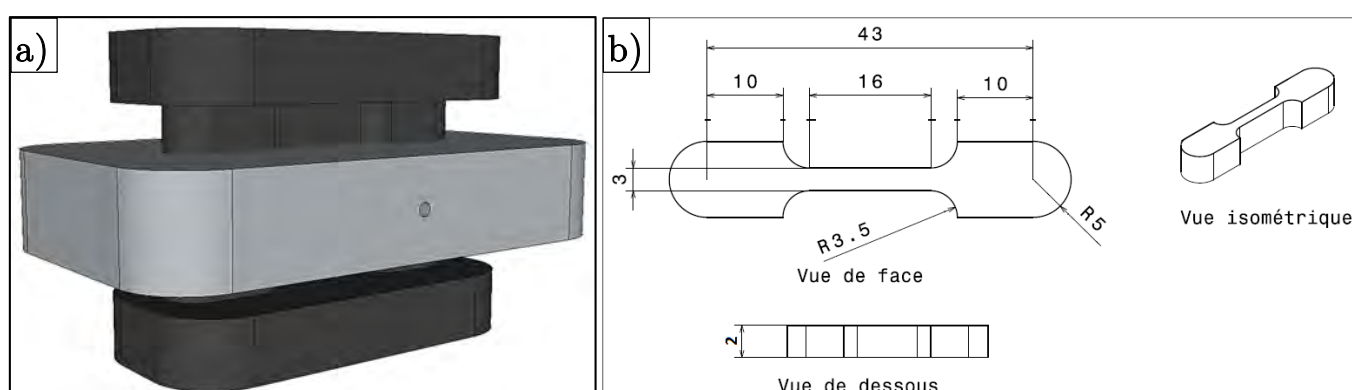 a)
b)
43
10
16
10
3
R3.5
R5
Vue de face
Vue isométrique
2
Vue de dessous